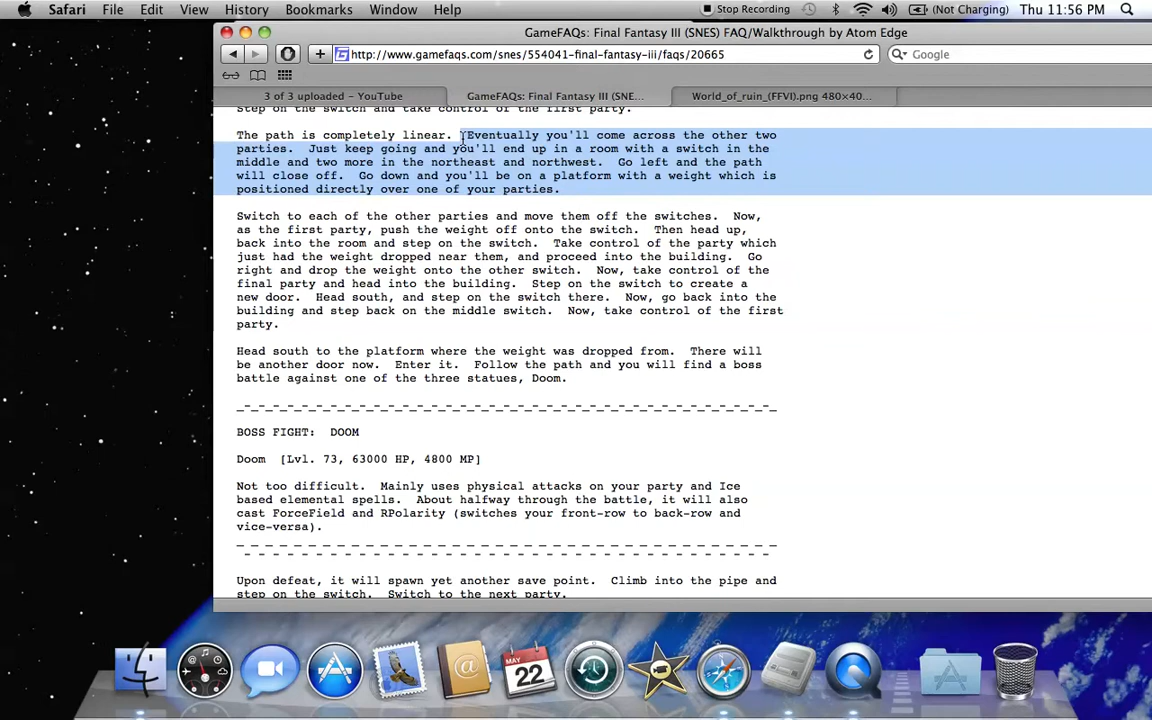 Safari File Edit View History Bookmarks Window Help Stop Recording (Not Charging) Thu 11:56 PM
GameFAQs: Final Fantasy III (SNES) FAQ/Walkthrough by Atom Edge
http://www.gamefaqs.com/snes/554041-final-fantasy-iii/faqs/20665 Google
3 of 3 uploaded – YouTube GameFAQs: Final Fantasy III (SNE... World_of_ruin_(FFVI).png 480×40...
Step on the switch and take control of the first party.
The path is completely linear. Eventually you'll come across the other two
parties. Just keep going and you'll end up in a room with a switch in the
middle and two more in the northeast and northwest. Go left and the path
will close off. Go down and you'll be on a platform with a weight which is
positioned directly over one of your parties.
Switch to each of the other parties and move them off the switches. Now,
as the first party, push the weight off onto the switch. Then head up,
back into the room and step on the switch. Take control of the party which
just had the weight dropped near them, and proceed into the building. Go
right and drop the weight onto the other switch. Now, take control of the
final party and head into the building. Step on the switch to create a
new door. Head south, and step on the switch there. Now, go back into the
building and step back on the middle switch. Now, take control of the first
party.
Head south to the platform where the weight was dropped from. There will
be another door now. Enter it. Follow the path and you will find a boss
battle against one of the three statues, Doom.
BOSS FIGHT: DOOM
Doom [Lvl. 73, 63000 HP, 4800 MP]
Not too difficult. Mainly uses physical attacks on your party and Ice
based elemental spells. About halfway through the battle, it will also
cast ForceField and RPolarity (switches your front-row to back-row and
vice-versa).
Upon defeat, it will spawn yet another save point. Climb into the pipe and
step on the switch. Switch to the next party.
MAY
22